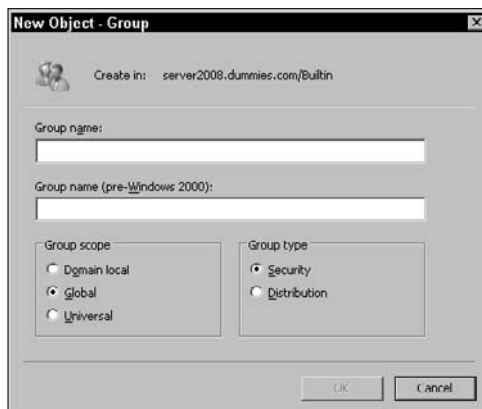 New Object - Group
Create in: server2008.dummies.com/Builtin
Group name:
Group name (pre-Windows 2000):
Group scope
Domain local
Global
Universal
Group type
Security
Distribution
OK
Cancel